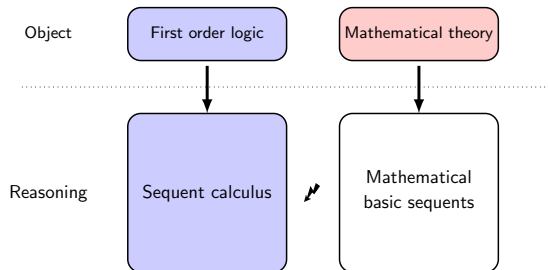 Object
First order logic
Mathematical theory
Reasoning
Sequent calculus
Mathematical
basic sequents